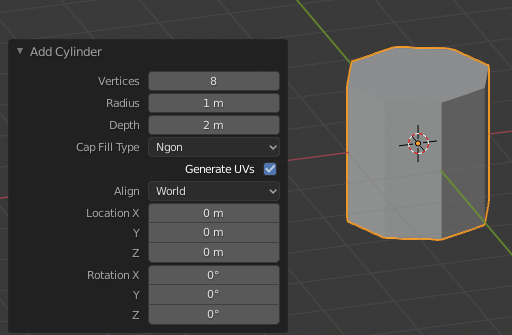 Add Cylinder
Vertices 8
Radius 1 m
Depth 2 m
Cap Fill Type Ngon
Generate UVs
Align World
Location X 0 m
Y 0 m
Z 0 m
Rotation X 0°
Y 0°
Z 0°